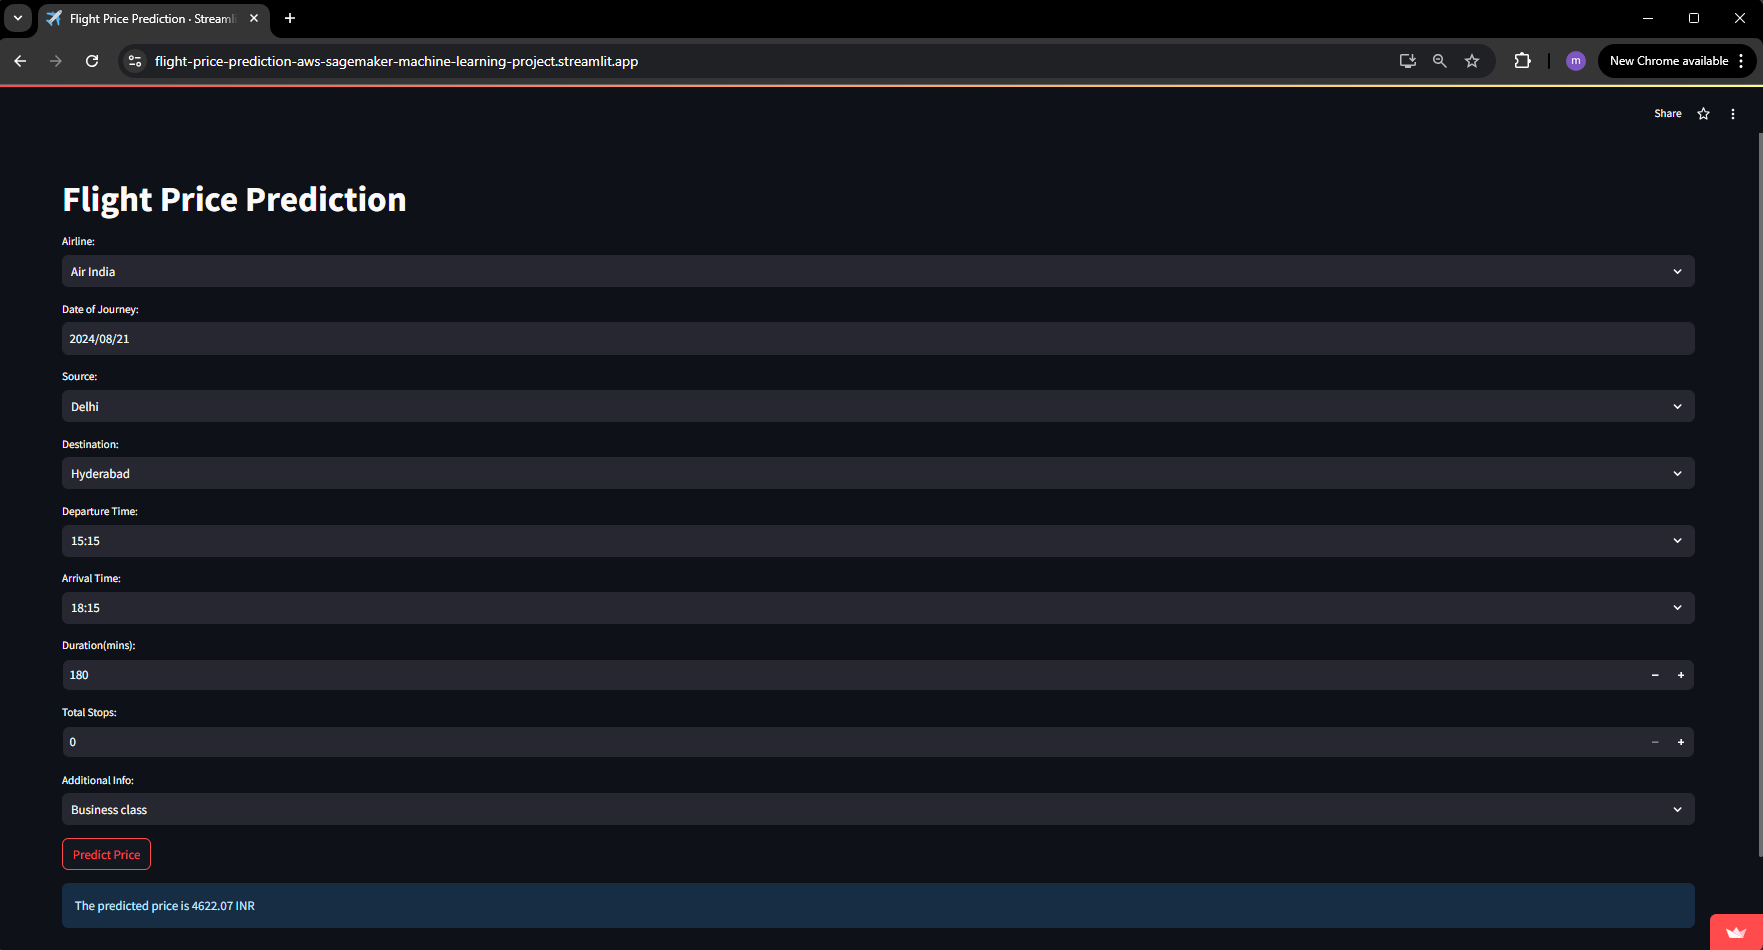 Flight Price Prediction · Streamli
flight-price-prediction-aws-sagemaker-machine-learning-project.streamlit.app
m
New Chrome available
Share
Flight Price Prediction
Airline:
Air India
Date of Journey:
2024/08/21
Source:
Delhi
Destination:
Hyderabad
Departure Time:
15:15
Arrival Time:
18:15
Duration(mins):
180
Total Stops:
0
Additional Info:
Business class
Predict Price
The predicted price is 4622.07 INR